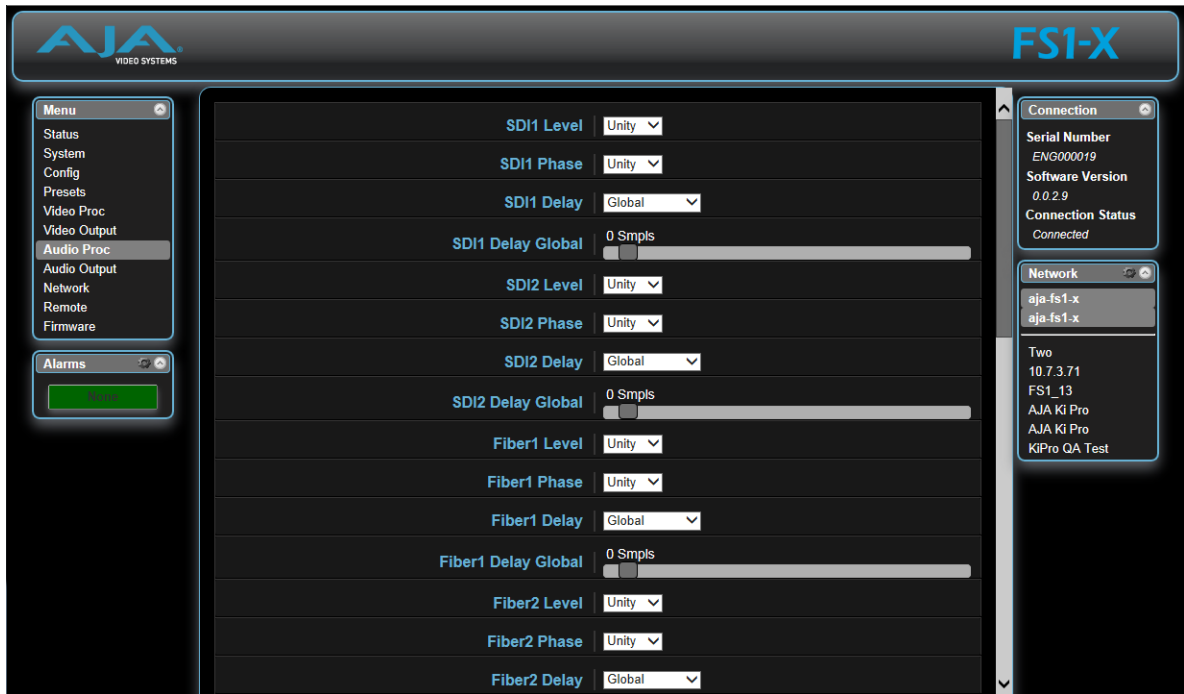 AJA
VIDEO SYSTEMS
FS1-X
Menu
Status
System
Config
Presets
Video Proc
Video Output
Audio Proc
Audio Output
Network
Remote
Firmware
Alarms
None
SDI1 Level Unity
SDI1 Phase Unity
SDI1 Delay Global
SDI1 Delay Global 0 Smpls
SDI2 Level Unity
SDI2 Phase Unity
SDI2 Delay Global
SDI2 Delay Global 0 Smpls
Fiber1 Level Unity
Fiber1 Phase Unity
Fiber1 Delay Global
Fiber1 Delay Global 0 Smpls
Fiber2 Level Unity
Fiber2 Phase Unity
Fiber2 Delay Global
Connection
Serial Number
ENG000019
Software Version
0.0.2.9
Connection Status
Connected
Network
aja-fs1-x
aja-fs1-x
Two
10.7.3.71
FS1_13
AJA Ki Pro
AJA Ki Pro
KiPro QA Test